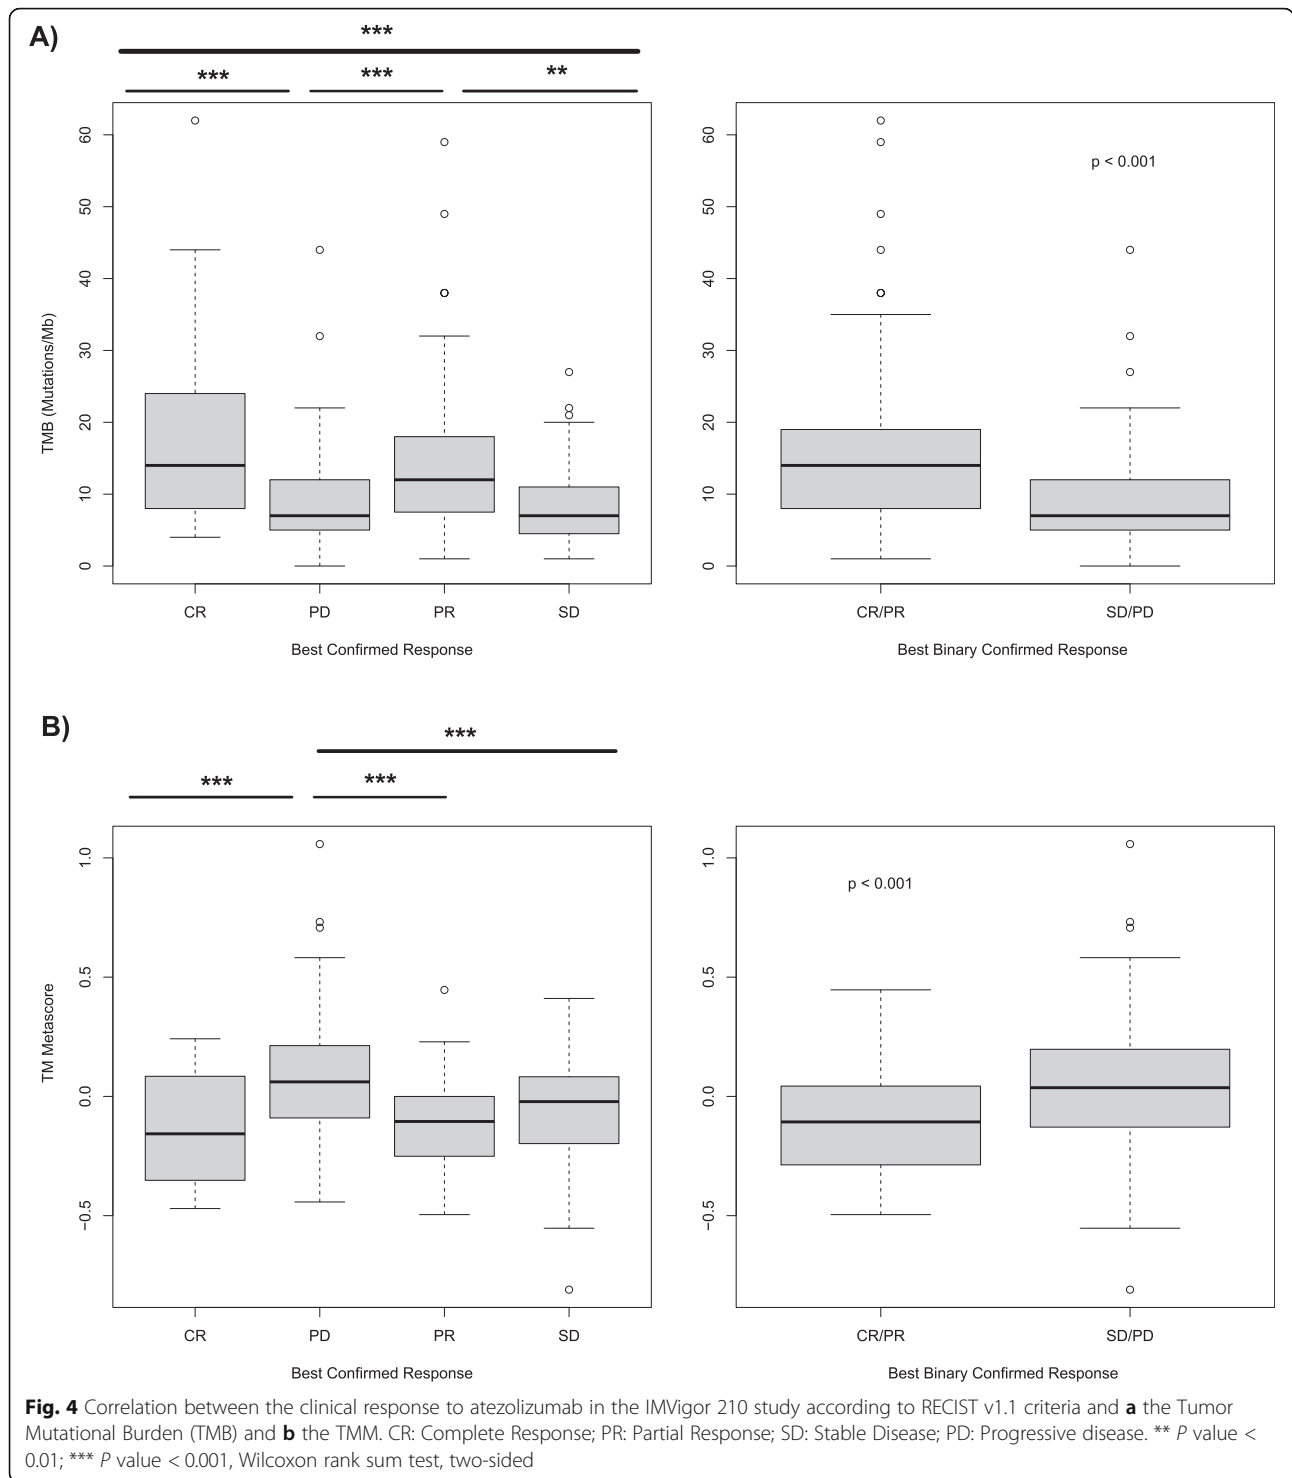 A)
***
*** *** **
60
50
40
30
20
10
0
TMB (Mutations/Mb)
CR PD PR SD
Best Confirmed Response
60
50
40
30
20
10
0
p < 0.001
CR/PR SD/PD
Best Binary Confirmed Response
B)
***
*** ***
1.0
0.5
0.0
−0.5
TM Metascore
CR PD PR SD
Best Confirmed Response
1.0
0.5
0.0
−0.5
p < 0.001
CR/PR SD/PD
Best Binary Confirmed Response
Fig. 4 Correlation between the clinical response to atezolizumab in the IMVigor 210 study according to RECIST v1.1 criteria and a the Tumor
Mutational Burden (TMB) and b the TMM. CR: Complete Response; PR: Partial Response; SD: Stable Disease; PD: Progressive disease. ** P value <
0.01; *** P value < 0.001, Wilcoxon rank sum test, two-sided